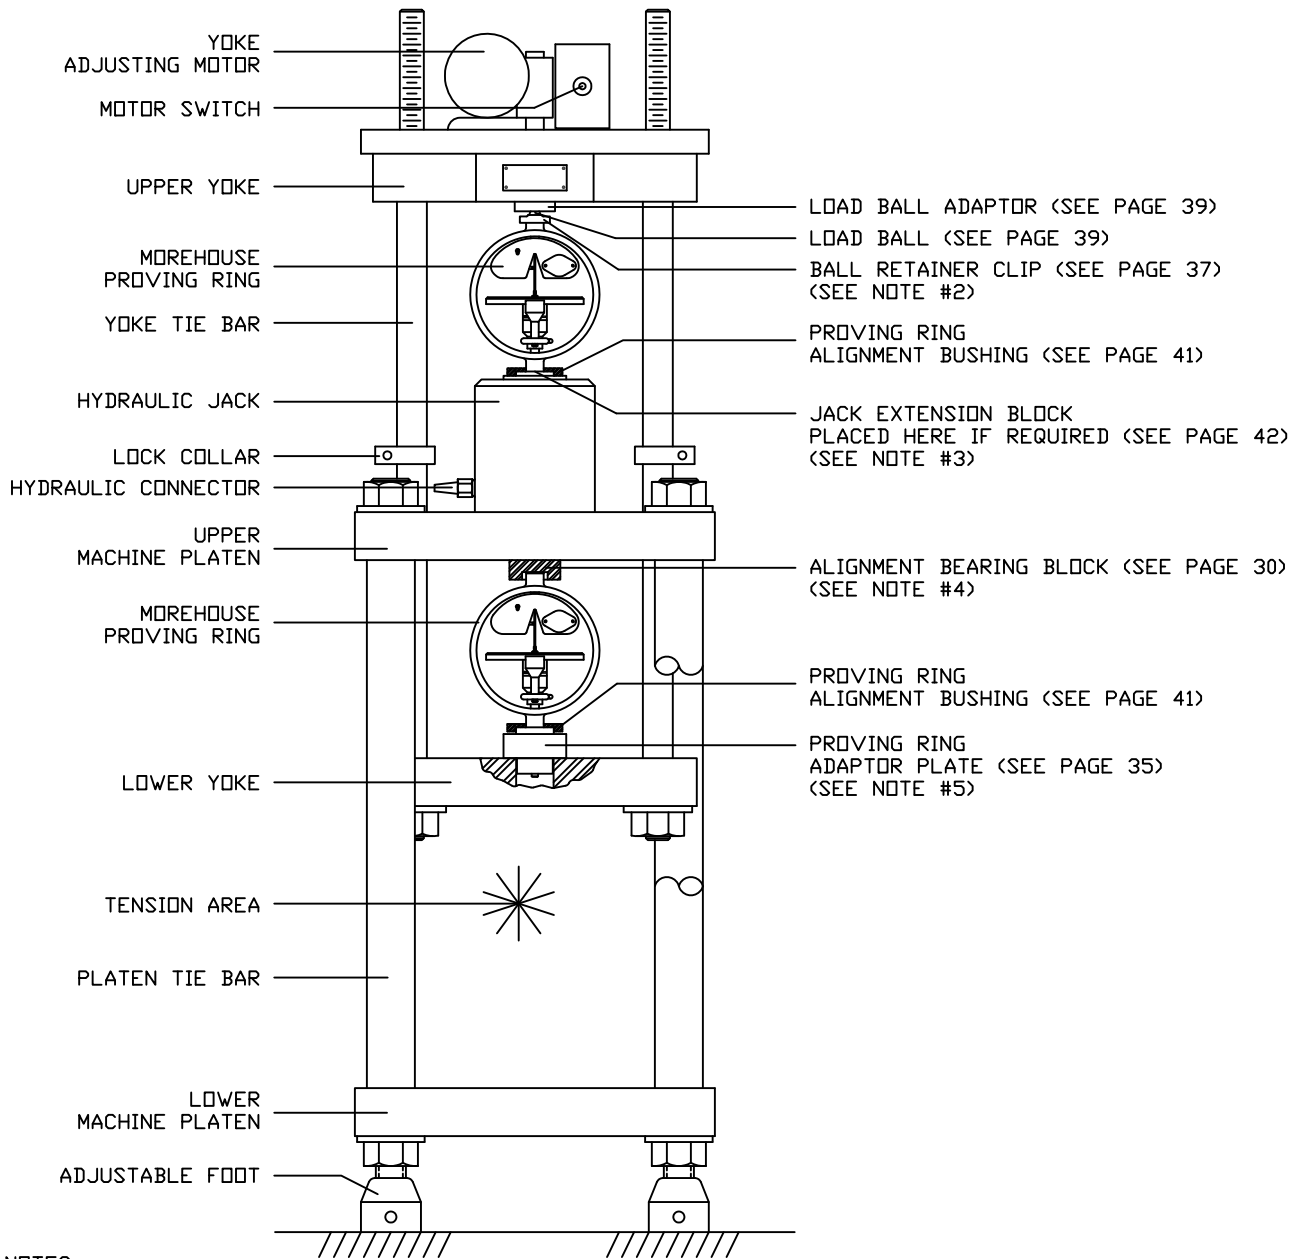 YOKE
ADJUSTING MOTOR
MOTOR SWITCH
UPPER YOKE
MOREHOUSE
PROVING RING
YOKE TIE BAR
HYDRAULIC JACK
LOCK COLLAR
HYDRAULIC CONNECTOR
UPPER
MACHINE PLATEN
MOREHOUSE
PROVING RING
LOWER YOKE
TENSION AREA
PLATEN TIE BAR
LOWER
MACHINE PLATEN
ADJUSTABLE FOOT
LOAD BALL ADAPTOR (SEE PAGE 39)
LOAD BALL (SEE PAGE 39)
BALL RETAINER CLIP (SEE PAGE 37)
(SEE NOTE #2)
PROVING RING
ALIGNMENT BUSHING (SEE PAGE 41)
JACK EXTENSION BLOCK
PLACED HERE IF REQUIRED (SEE PAGE 42)
(SEE NOTE #3)
ALIGNMENT BEARING BLOCK (SEE PAGE 30)
(SEE NOTE #4)
PROVING RING
ALIGNMENT BUSHING (SEE PAGE 41)
PROVING RING
ADAPTOR PLATE (SEE PAGE 35)
(SEE NOTE #5)